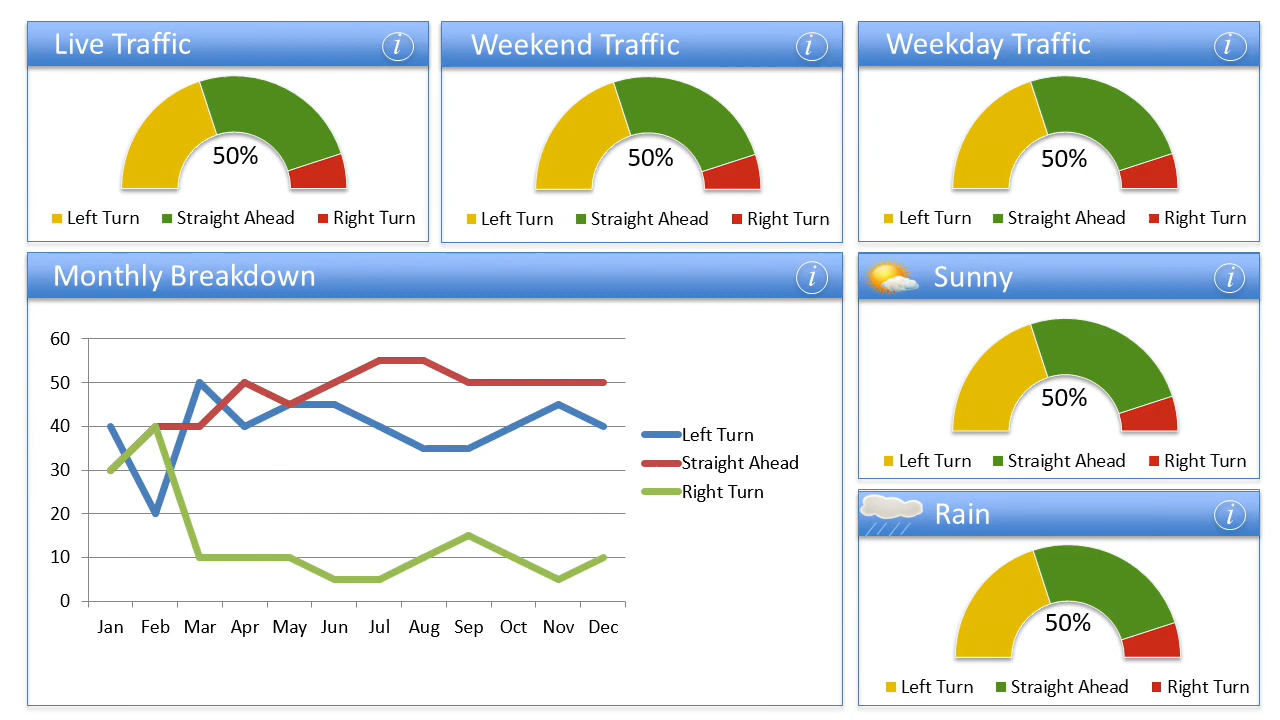 Live Traffic i
50%
Left Turn Straight Ahead Right Turn
Weekend Traffic i
50%
Left Turn Straight Ahead Right Turn
Weekday Traffic i
50%
Left Turn Straight Ahead Right Turn
Monthly Breakdown i
60
50
40
30
20
10
0
Jan Feb Mar Apr May Jun Jul Aug Sep Oct Nov Dec
Left Turn
Straight Ahead
Right Turn
Sunny i
50%
Left Turn Straight Ahead Right Turn
Rain i
50%
Left Turn Straight Ahead Right Turn